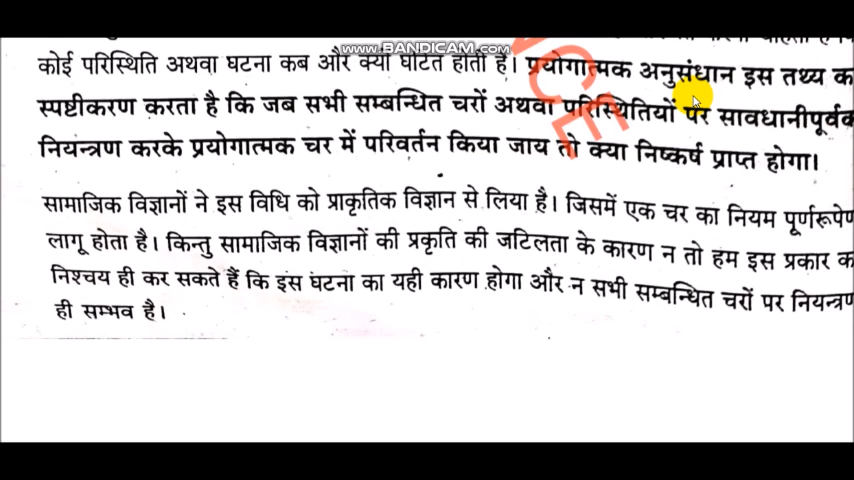 www.BANDICAM.com
कोई परिस्थिति अथवा घटना कब और क्यों घटित होती है। प्रयोगात्मक अनुसंधान इस तथ्य क
स्पष्टीकरण करता है कि जब सभी सम्बन्धित चरों अथवा परिस्थितियों पर सावधानीपूर्वक
नियन्त्रण करके प्रयोगात्मक चर में परिवर्तन किया जाय तो क्या निष्कर्ष प्राप्त होगा।
सामाजिक विज्ञानों ने इस विधि को प्राकृतिक विज्ञान से लिया है। जिसमें एक चर का नियम पूर्णरूपेण
लागू होता है। किन्तु सामाजिक विज्ञानों की प्रकृति की जटिलता के कारण न तो हम इस प्रकार क
निश्चय ही कर सकते हैं कि इस घटना का यही कारण होगा और न सभी सम्बन्धित चरों पर नियन्त्रण
ही सम्भव है।